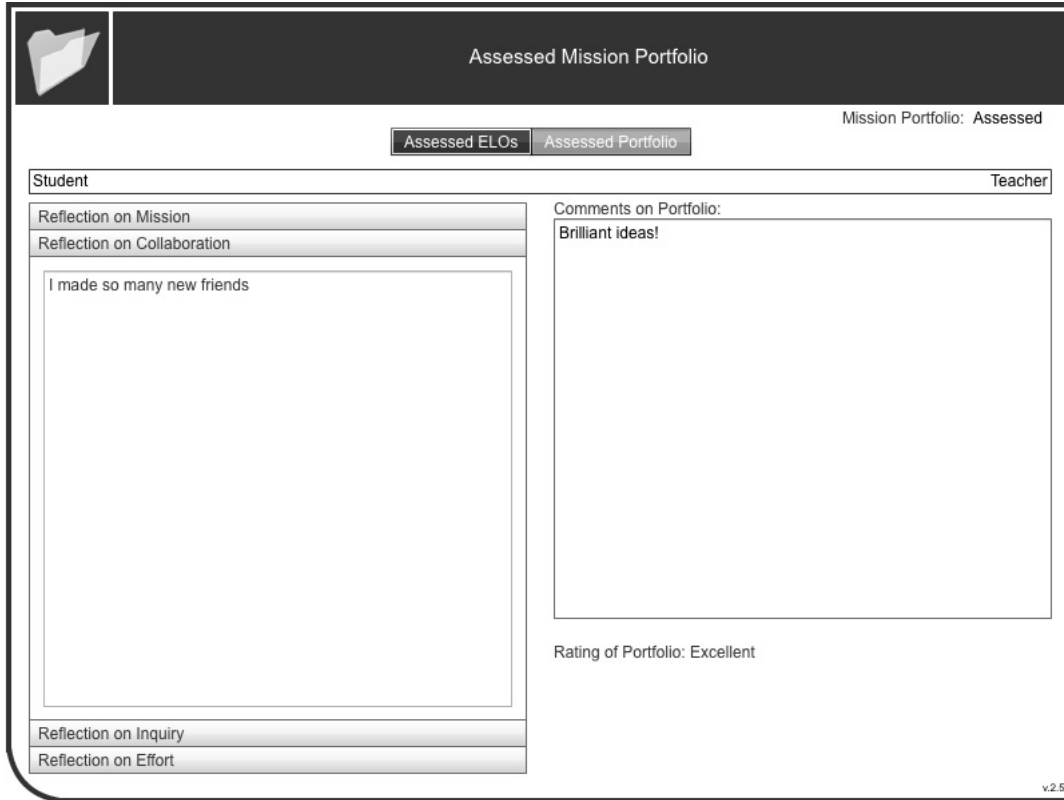 Assessed Mission Portfolio
Mission Portfolio: Assessed
Assessed ELOs Assessed Portfolio
Student Teacher
Reflection on Mission
Reflection on Collaboration
I made so many new friends
Reflection on Inquiry
Reflection on Effort
Comments on Portfolio:
Brilliant ideas!
Rating of Portfolio: Excellent
v.2.5